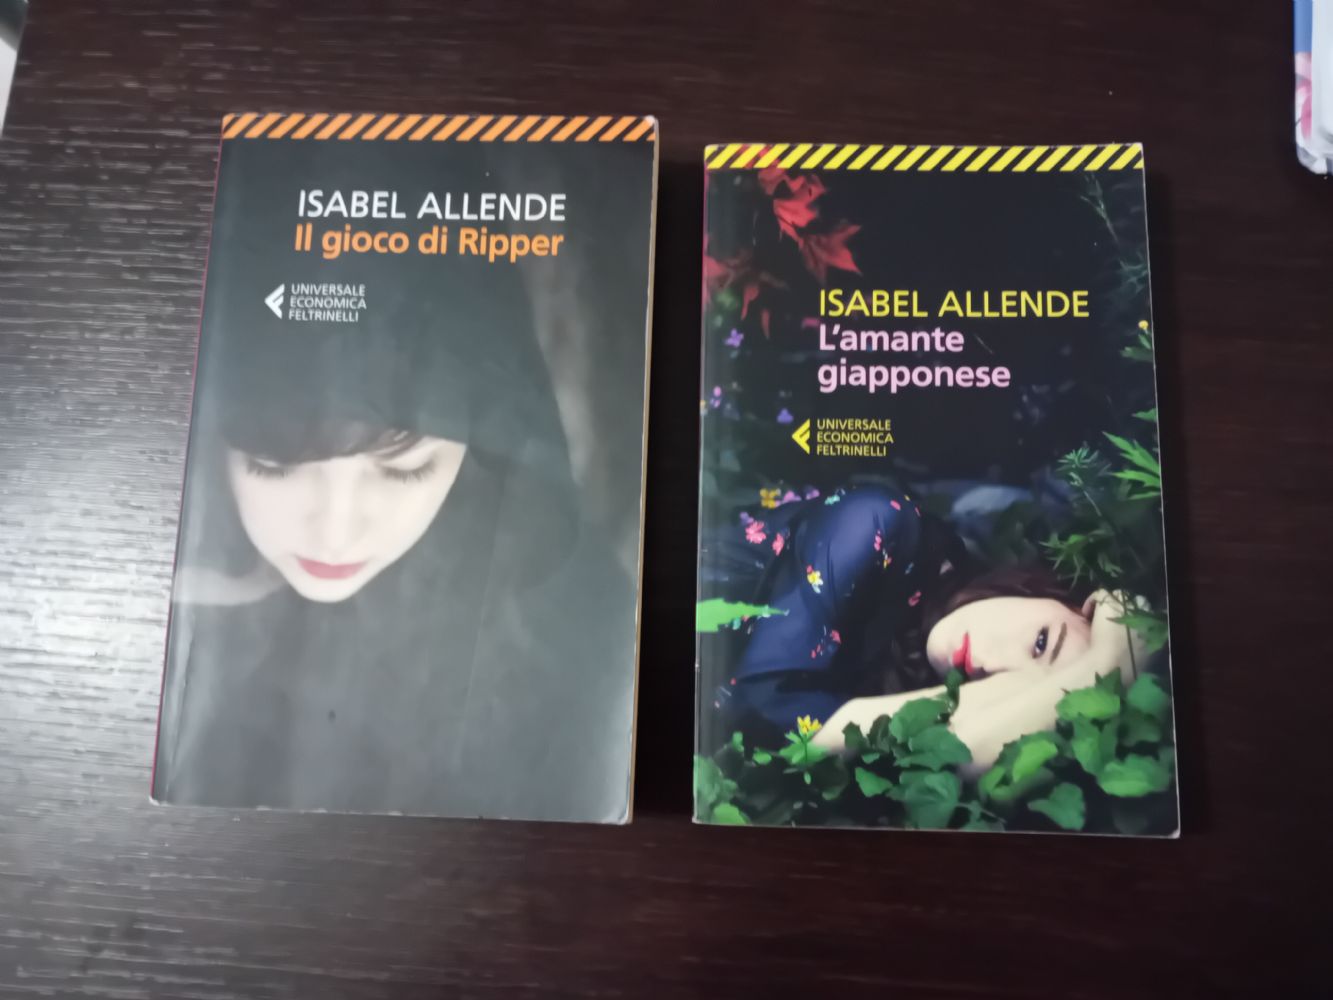 ISABEL ALLENDE
Il gioco di Ripper
UNIVERSALE
ECONOMICA
FELTRINELLI
ISABEL ALLENDE
L'amante
giapponese
UNIVERSALE
ECONOMICA
FELTRINELLI